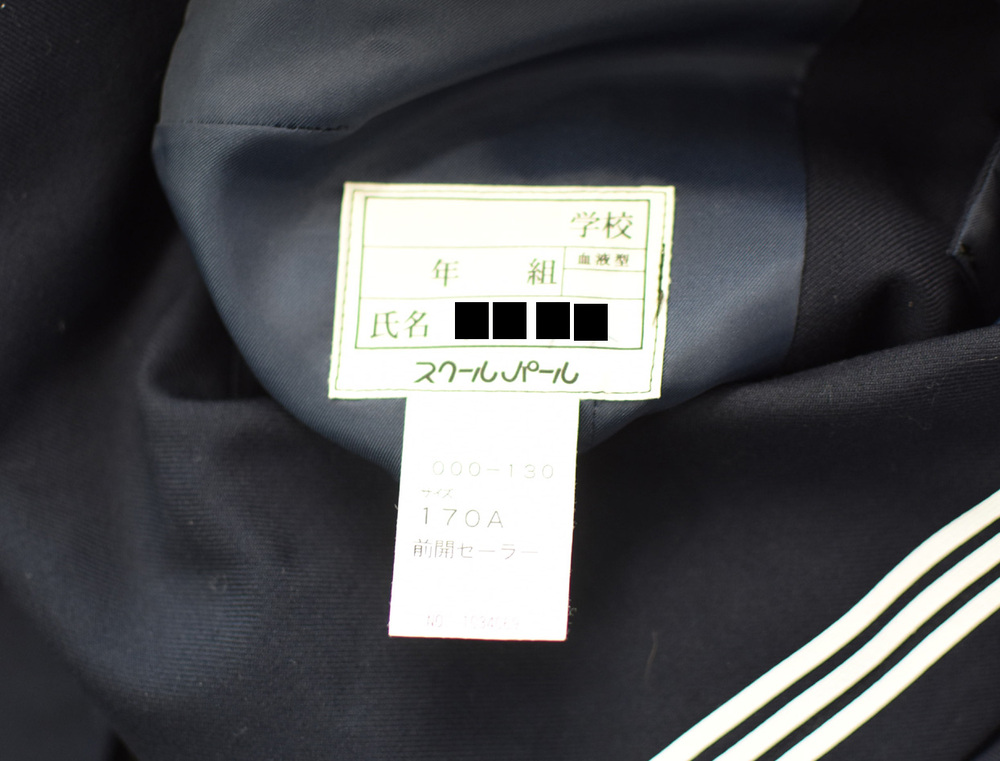 学校
年 組 血液型
氏名
スクールパール
000-130
サイズ
170A
前開セーラー
NO.